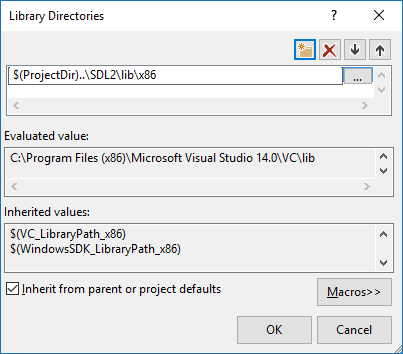 Library Directories
$(ProjectDir)..\SDL2\lib\x86
...
Evaluated value:
C:\Program Files (x86)\Microsoft Visual Studio 14.0\VC\lib
Inherited values:
$(VC_LibraryPath_x86)
$(WindowsSDK_LibraryPath_x86)
Inherit from parent or project defaults
Macros>>
OK
Cancel